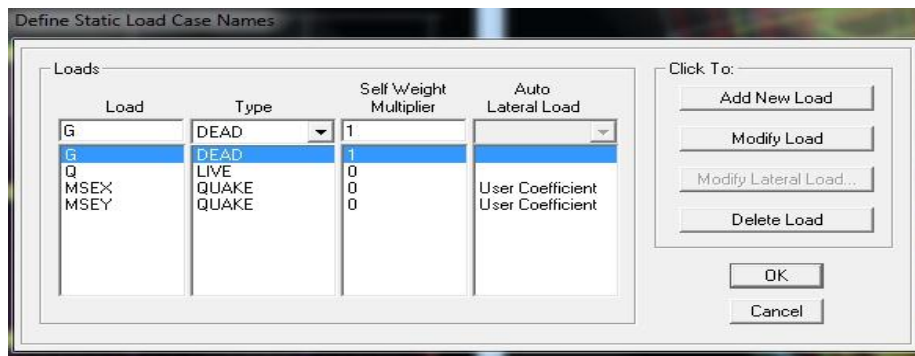 Define Static Load Case Names
Loads
Load Type Self Weight Multiplier Auto Lateral Load
G DEAD 1
G DEAD 1
Q LIVE 0
MSEX QUAKE 0 User Coefficient
MSEY QUAKE 0 User Coefficient
Click To:
Add New Load
Modify Load
Modify Lateral Load...
Delete Load
OK
Cancel